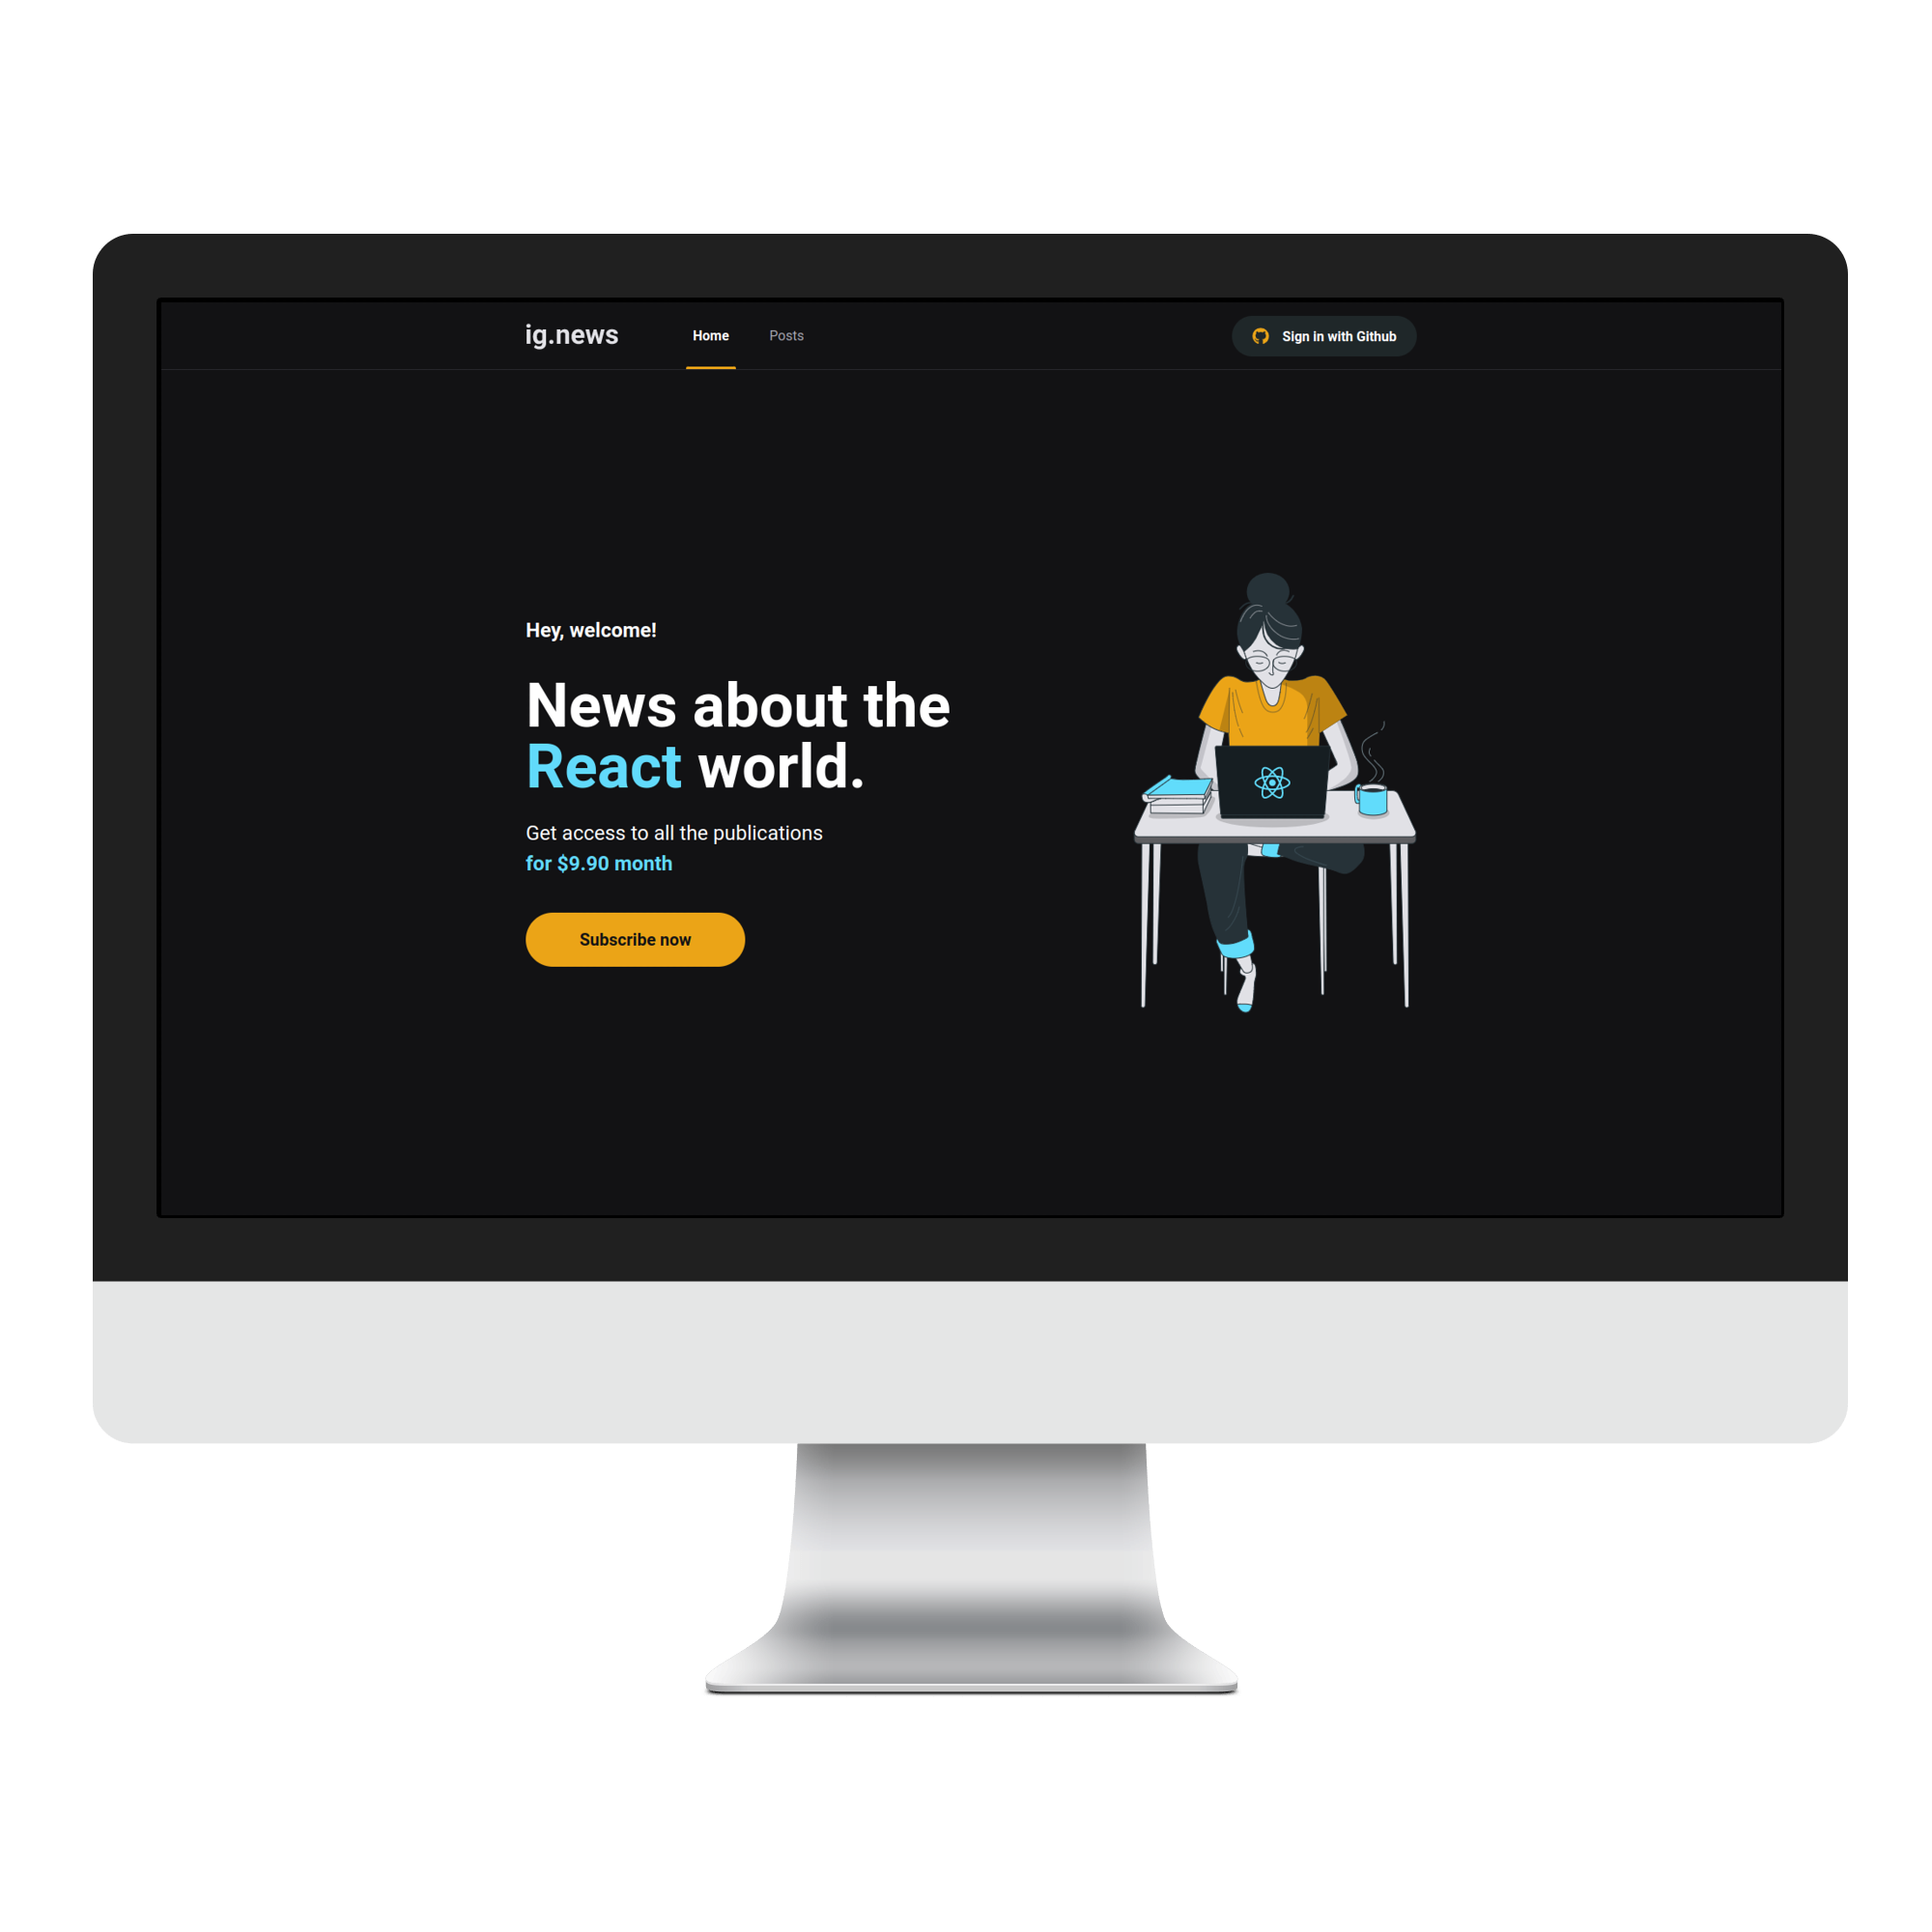 ig.news
Home
Posts
Sign in with Github
Hey, welcome!
News about the
React world.
Get access to all the publications
for $9.90 month
Subscribe now